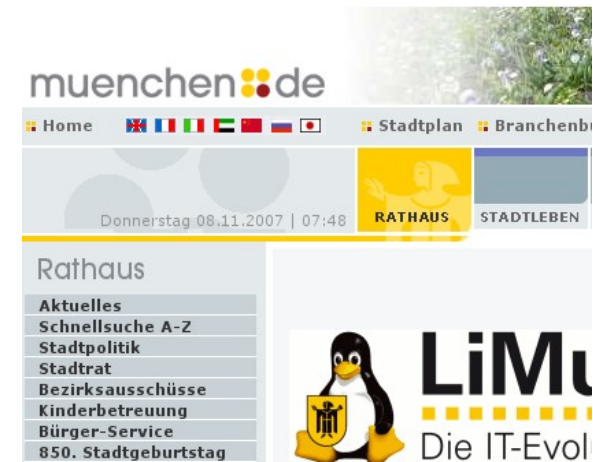 muenchen de
Home Stadtplan Branchenb
Donnerstag 08.11.2007 | 07:48 RATHAUS STADTLEBEN
Rathaus
Aktuelles
Schnellsuche A-Z
Stadtpolitik
Stadtrat
Bezirksausschüsse
Kinderbetreuung
Bürger-Service
850. Stadtgeburtstag
LiMu
Die IT-Evol